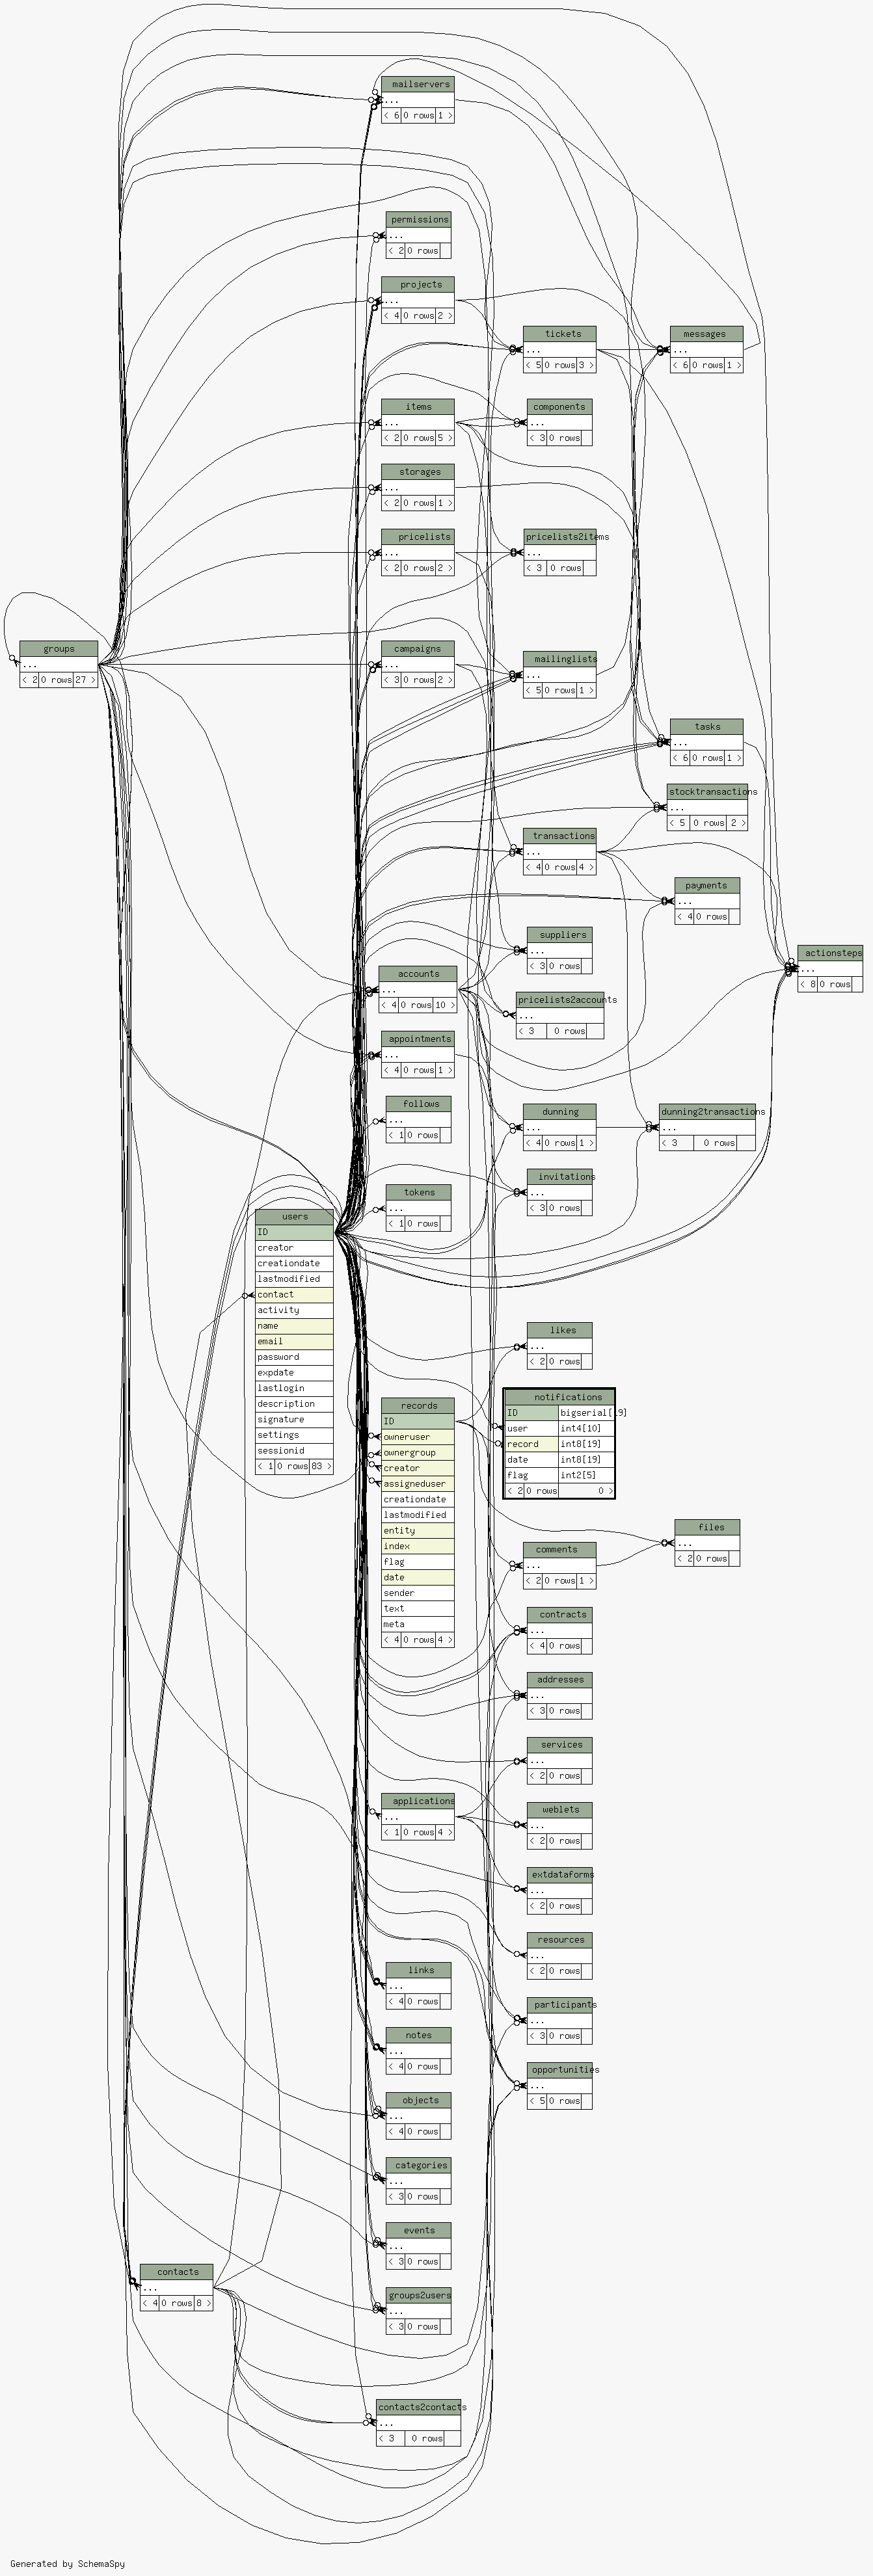 mailservers
...
< 6 0 rows 1 >
permissions
...
< 2 0 rows
projects
...
< 4 0 rows 2 >
tickets
...
< 5 0 rows 3 >
messages
...
< 6 0 rows 1 >
items
...
< 2 0 rows 5 >
components
...
< 3 0 rows
storages
...
< 2 0 rows 1 >
pricelists
...
< 2 0 rows 2 >
pricelists2items
...
< 3 0 rows
groups
...
< 2 0 rows 27 >
campaigns
...
< 3 0 rows 2 >
mailinglists
...
< 5 0 rows 1 >
tasks
...
< 6 0 rows 1 >
stocktransactions
...
< 5 0 rows 2 >
transactions
...
< 4 0 rows 4 >
payments
...
< 4 0 rows
suppliers
...
< 3 0 rows
actionsteps
...
< 8 0 rows
accounts
...
< 4 0 rows 10 >
pricelists2accounts
...
< 3 0 rows
appointments
...
< 4 0 rows 1 >
follows
...
< 1 0 rows
dunning
...
< 4 0 rows 1 >
dunning2transactions
...
< 3 0 rows
tokens
...
< 1 0 rows
invitations
...
< 3 0 rows
users
ID
creator
creationdate
lastmodified
contact
activity
name
email
password
expdate
lastlogin
description
signature
settings
sessionid
< 1 0 rows 83 >
likes
...
< 2 0 rows
records
ID
owneruser
ownergroup
creator
assigneduser
creationdate
lastmodified
entity
index
flag
date
sender
text
meta
< 4 0 rows 4 >
notifications
ID bigserial[19]
user int4[10]
record int8[19]
date int8[19]
flag int2[5]
< 2 0 rows 0 >
files
...
< 2 0 rows
comments
...
< 2 0 rows 1 >
contracts
...
< 4 0 rows
addresses
...
< 3 0 rows
services
...
< 2 0 rows
applications
...
< 1 0 rows 4 >
weblets
...
< 2 0 rows
extdataforms
...
< 2 0 rows
resources
...
< 2 0 rows
links
...
< 4 0 rows
participants
...
< 3 0 rows
notes
...
< 4 0 rows
opportunities
...
< 5 0 rows
objects
...
< 4 0 rows
categories
...
< 3 0 rows
events
...
< 3 0 rows
contacts
...
< 4 0 rows 8 >
groups2users
...
< 3 0 rows
contacts2contacts
...
< 3 0 rows
Generated by SchemaSpy